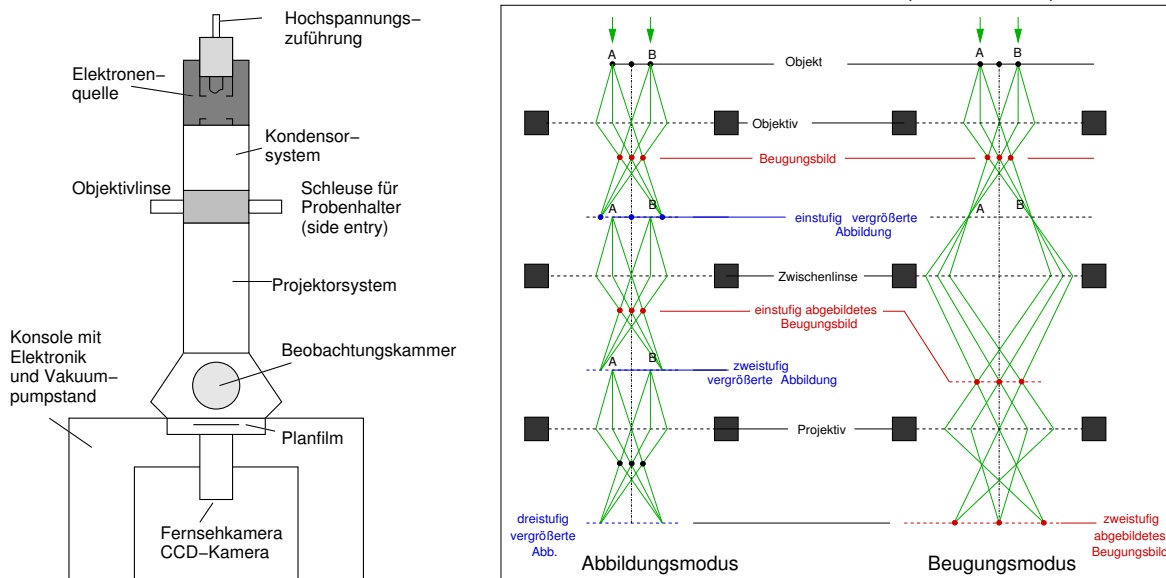 Hochspannungs-
zuführung
Elektronen-
quelle
Kondensor-
system
Objektivlinse
Schleuse für
Probenhalter
(side entry)
Projektorsystem
Konsole mit
Elektronik
und Vakuum-
pumpstand
Beobachtungskammer
Planfilm
Fernsehkamera
CCD-Kamera
A B
Objekt
A B
Objektiv
Beugungsbild
A B
einstufig vergrößerte
Abbildung
A B
Zwischenlinse
einstufig abgebildetes
Beugungsbild
A B
zweistufig
vergrößerte Abbildung
Projektiv
dreistufig
vergrößerte
Abb.
zweistufig
abgebildetes
Beugungsbild
Abbildungsmodus
Beugungsmodus